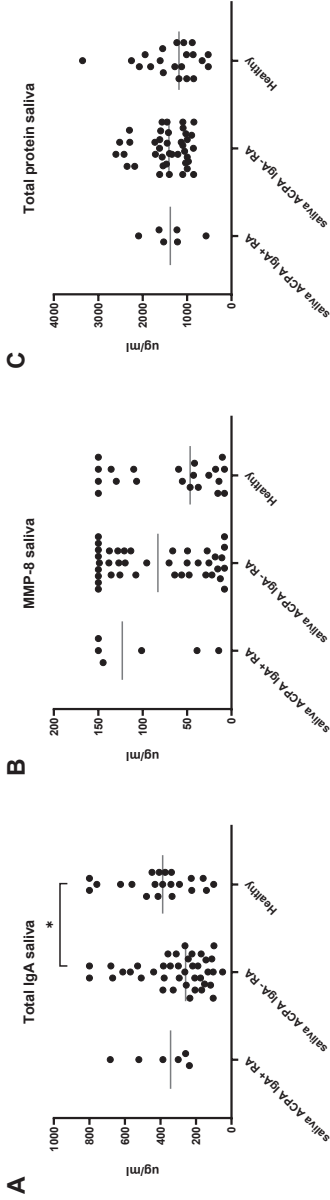 A
Total IgA saliva
*
ug/ml
1000
800
600
400
200
0
saliva ACPA IgA+ RA
saliva ACPA IgA- RA
Healthy
B
MMP-8 saliva
ug/ml
200
150
100
50
0
saliva ACPA IgA+ RA
saliva ACPA IgA- RA
Healthy
C
Total protein saliva
ug/ml
4000
3000
2000
1000
0
saliva ACPA IgA+ RA
saliva ACPA IgA- RA
Healthy